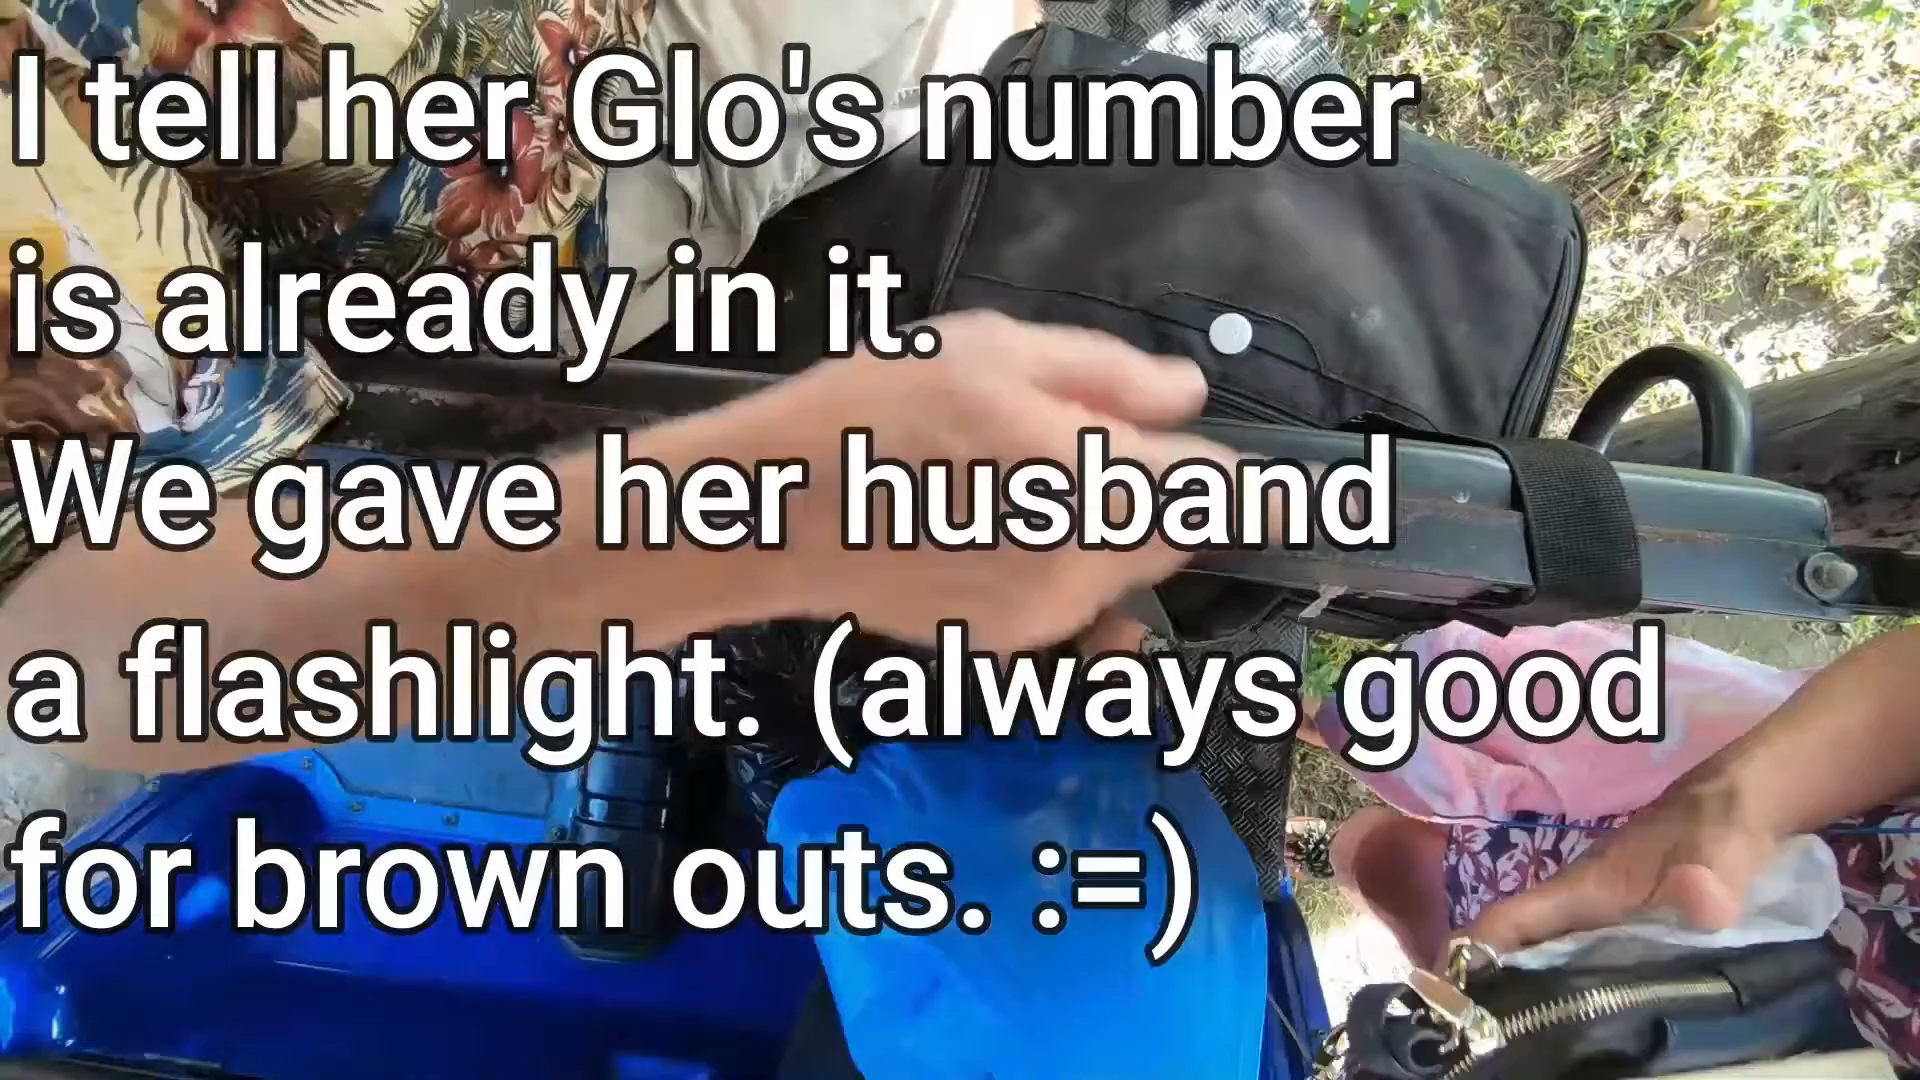 I tell her Glo's number
is already in it.
We gave her husband
a flashlight. (always good
for brown outs. :=)